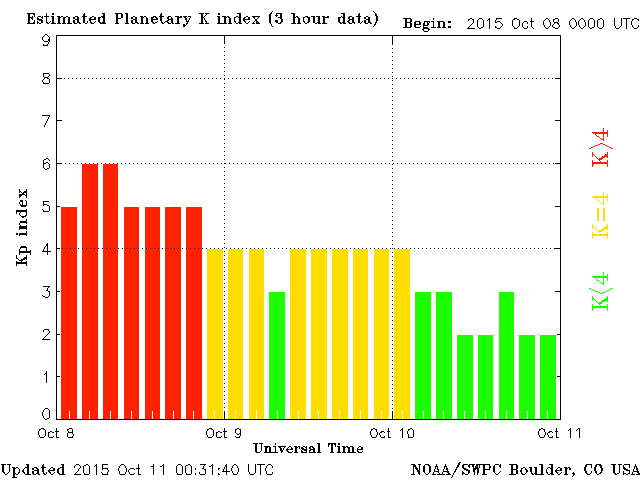 Estimated Planetary K index (3 hour data)
Begin: 2015 Oct 08 0000 UTC
9
8
7
6
5
4
3
2
1
0
Kp index
K>4
K=4
K<4
Oct 8 Oct 9 Oct 10 Oct 11
Universal Time
Updated 2015 Oct 11 00:31:40 UTC
NOAA/SWPC Boulder, CO USA